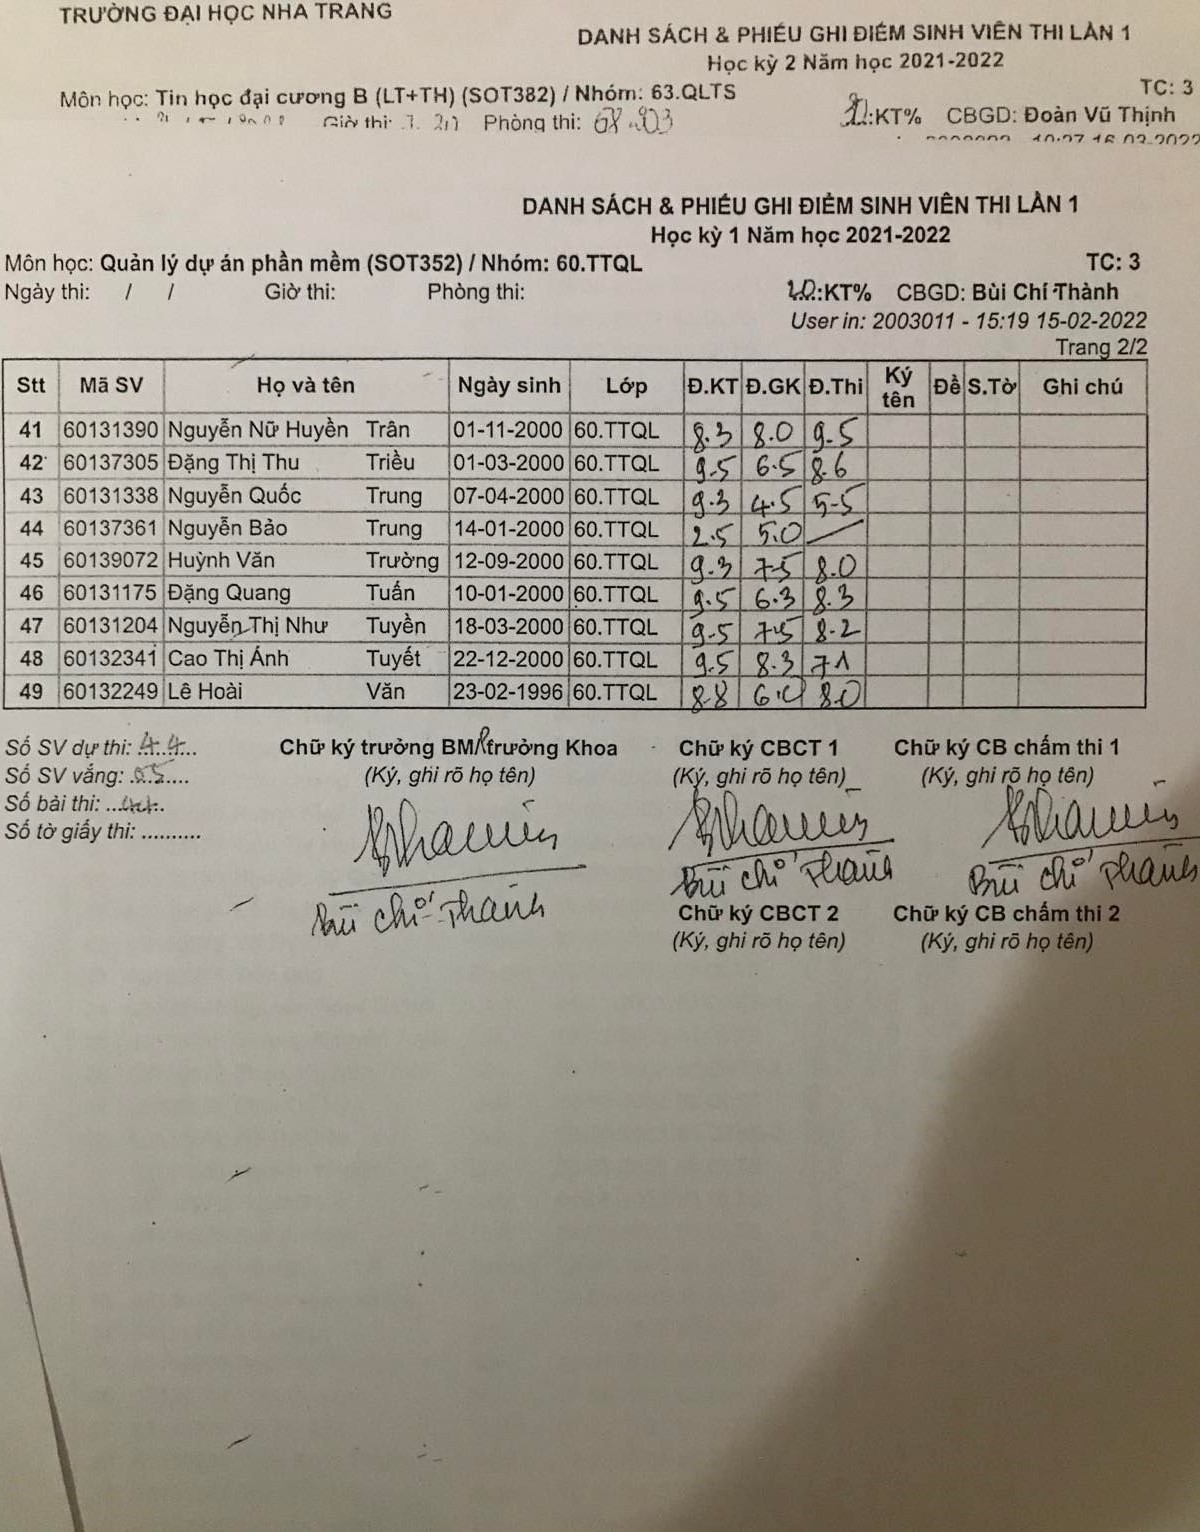 TRƯỜNG ĐẠI HỌC NHA TRANG
DANH SÁCH & PHIẾU GHI ĐIỂM SINH VIÊN THI LẦN 1
Học kỳ 2 Năm học 2021-2022
TC: 3
Môn học: Tin học đại cương B (LT+TH) (SOT382) / Nhóm: 63.QLTS
:KT% CBGD: Đoàn Vũ Thịnh
Giờ thi: Phòng thi:
DANH SÁCH & PHIẾU GHI ĐIỂM SINH VIÊN THI LẦN 1
Học kỳ 1 Năm học 2021-2022
Môn học: Quản lý dự án phần mềm (SOT352) / Nhóm: 60.TTQL TC: 3
Ngày thi: / / Giờ thi: Phòng thi: 20:KT% CBGD: Bùi Chí Thành
User in: 2003011 - 15:19 15-02-2022
Trang 2/2
Stt Mã SV Họ và tên Ngày sinh Lớp Đ.KT Đ.GK Đ.Thi Ký tên Đề S.Tờ Ghi chú
41 60131390 Nguyễn Nữ Huyền Trân 01-11-2000 60.TTQL 8.3 8.0 9.5
42 60137305 Đặng Thị Thu Triều 01-03-2000 60.TTQL 9.5 6.5 8.6
43 60131338 Nguyễn Quốc Trung 07-04-2000 60.TTQL 9.3 4.5 5.5
44 60137361 Nguyễn Bảo Trung 14-01-2000 60.TTQL 2.5 5.0
45 60139072 Huỳnh Văn Trường 12-09-2000 60.TTQL 9.3 7.5 8.0
46 60131175 Đặng Quang Tuấn 10-01-2000 60.TTQL 9.5 6.3 8.3
47 60131204 Nguyễn Thị Như Tuyền 18-03-2000 60.TTQL 9.5 7.5 8.2
48 60132341 Cao Thị Ánh Tuyết 22-12-2000 60.TTQL 9.5 8.3 7.1
49 60132249 Lê Hoài Văn 23-02-1996 60.TTQL 8.8 6.0 8.0
Số SV dự thi: 44 Chữ ký trưởng BM/trưởng Khoa Chữ ký CBCT 1 Chữ ký CB chấm thi 1
Số SV vắng: 05 (Ký, ghi rõ họ tên) (Ký, ghi rõ họ tên) (Ký, ghi rõ họ tên)
Số bài thi: 44
Số tờ giấy thi: ..........
Bùi Chí Thành Bùi Chí Thành Bùi Chí Thành
Chữ ký CBCT 2 Chữ ký CB chấm thi 2
(Ký, ghi rõ họ tên) (Ký, ghi rõ họ tên)